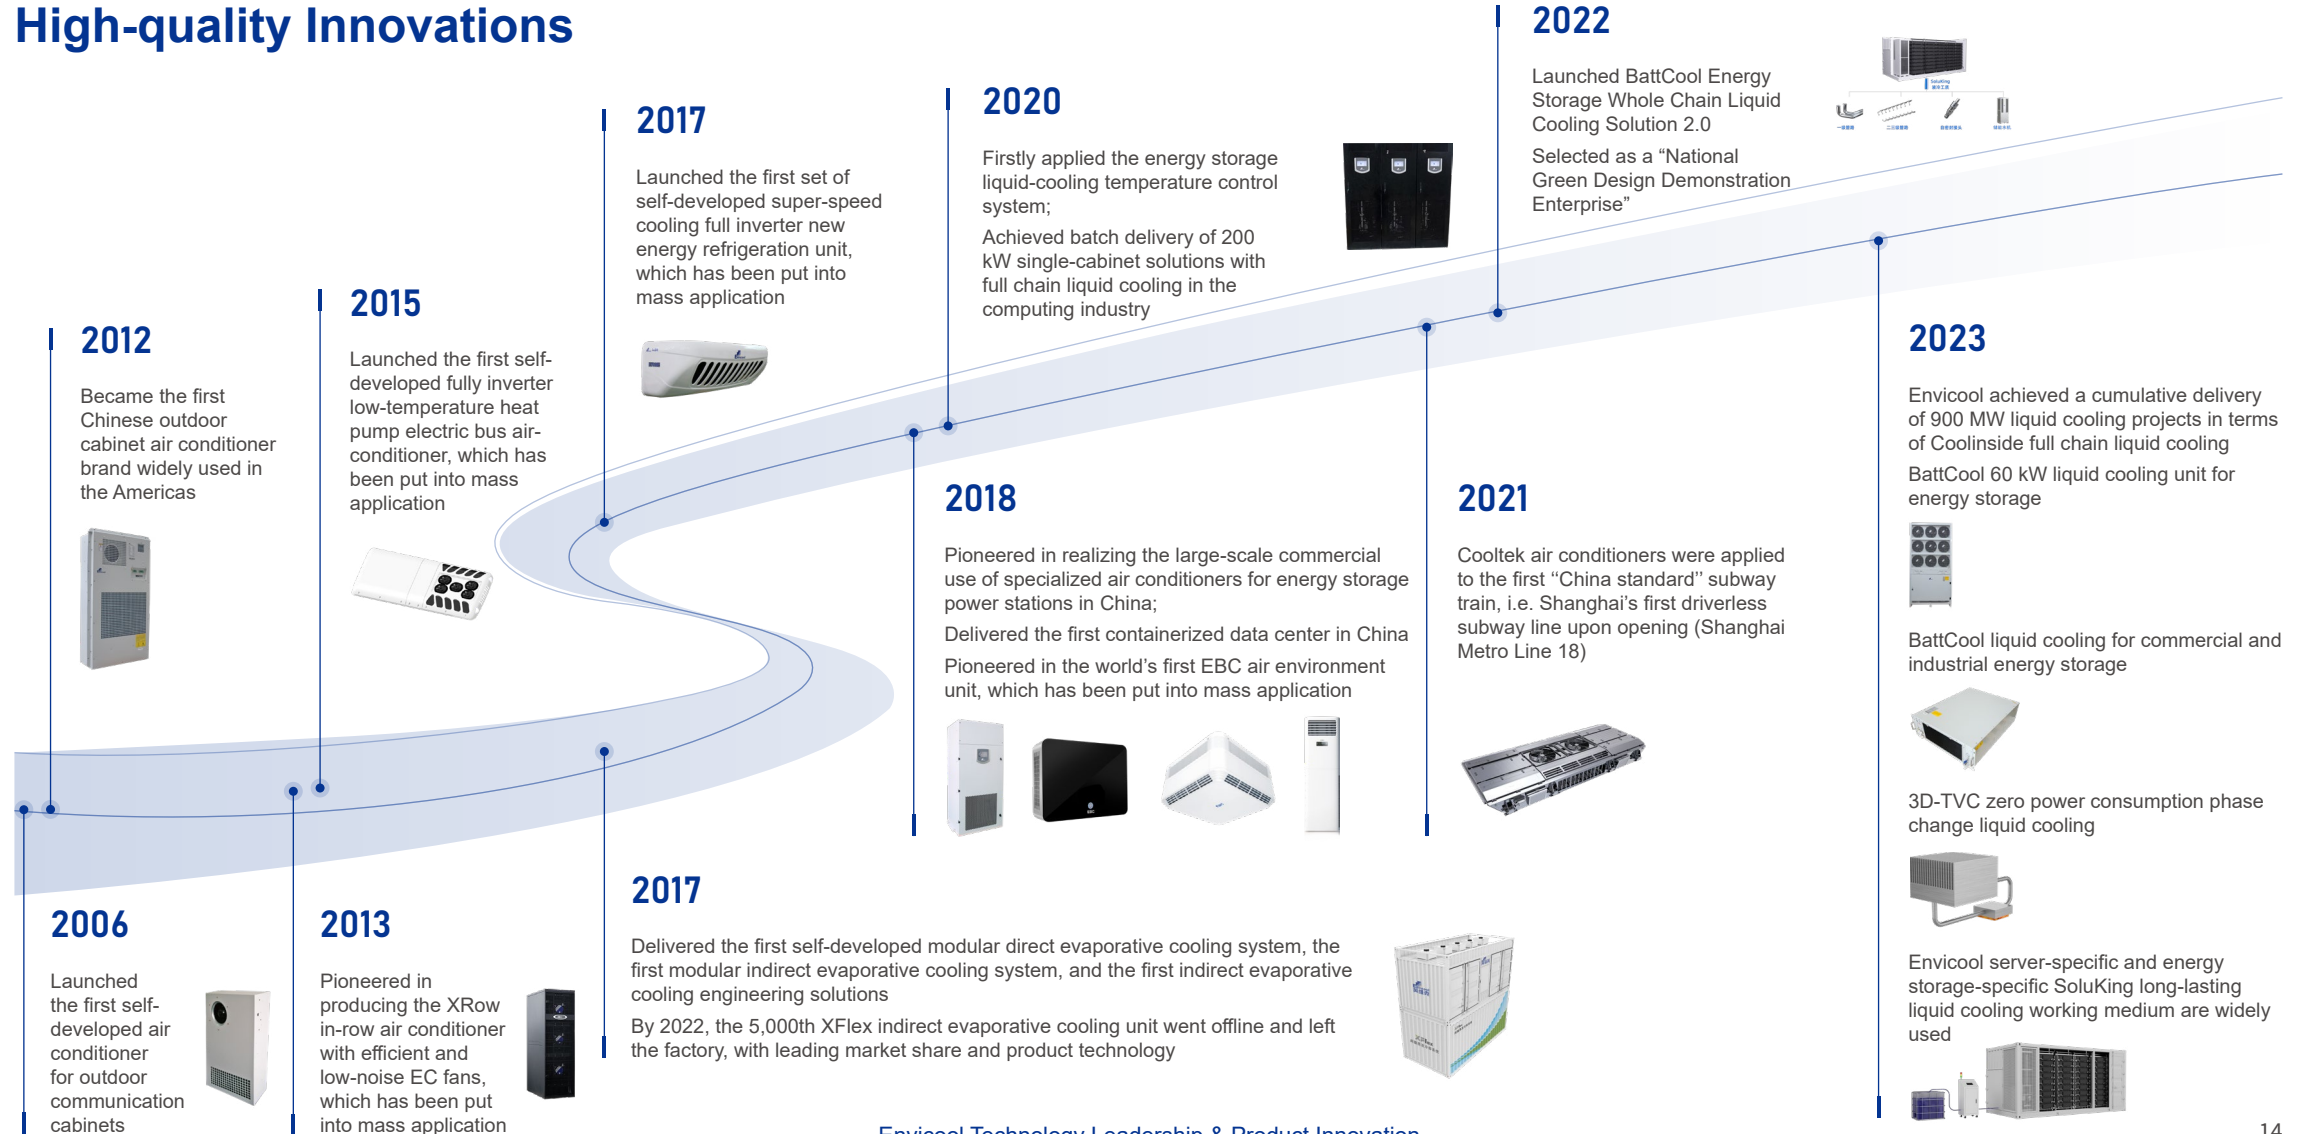 High-quality Innovations
2012
Became the first
Chinese outdoor
cabinet air conditioner
brand widely used in
the Americas
2015
Launched the first self-
developed fully inverter
low-temperature heat
pump electric bus air-
conditioner, which has
been put into mass
application
2017
Launched the first set of
self-developed super-speed
cooling full inverter new
energy refrigeration unit,
which has been put into
mass application
2020
Firstly applied the energy storage
liquid-cooling temperature control
system;
Achieved batch delivery of 200
kW single-cabinet solutions with
full chain liquid cooling in the
computing industry
2022
Launched BattCool Energy
Storage Whole Chain Liquid
Cooling Solution 2.0
Selected as a “National
Green Design Demonstration
Enterprise”
2006
Launched
the first self-
developed air
conditioner
for outdoor
communication
cabinets
2013
Pioneered in
producing the XRow
in-row air conditioner
with efficient and
low-noise EC fans,
which has been put
into mass application
2017
Delivered the first self-developed modular direct evaporative cooling system, the
first modular indirect evaporative cooling system, and the first indirect evaporative
cooling engineering solutions
By 2022, the 5,000th XFlex indirect evaporative cooling unit went offline and left
the factory, with leading market share and product technology
2018
Pioneered in realizing the large-scale commercial
use of specialized air conditioners for energy storage
power stations in China;
Delivered the first containerized data center in China
Pioneered in the world’s first EBC air environment
unit, which has been put into mass application
2021
Cooltek air conditioners were applied
to the first “China standard” subway
train, i.e. Shanghai’s first driverless
subway line upon opening (Shanghai
Metro Line 18)
2023
Envicool achieved a cumulative delivery
of 900 MW liquid cooling projects in terms
of Coolinside full chain liquid cooling
BattCool 60 kW liquid cooling unit for
energy storage
BattCool liquid cooling for commercial and
industrial energy storage
3D-TVC zero power consumption phase
change liquid cooling
Envicool server-specific and energy
storage-specific SoluKing long-lasting
liquid cooling working medium are widely
used
Envicool Technology Leadership & Product Innovation
14